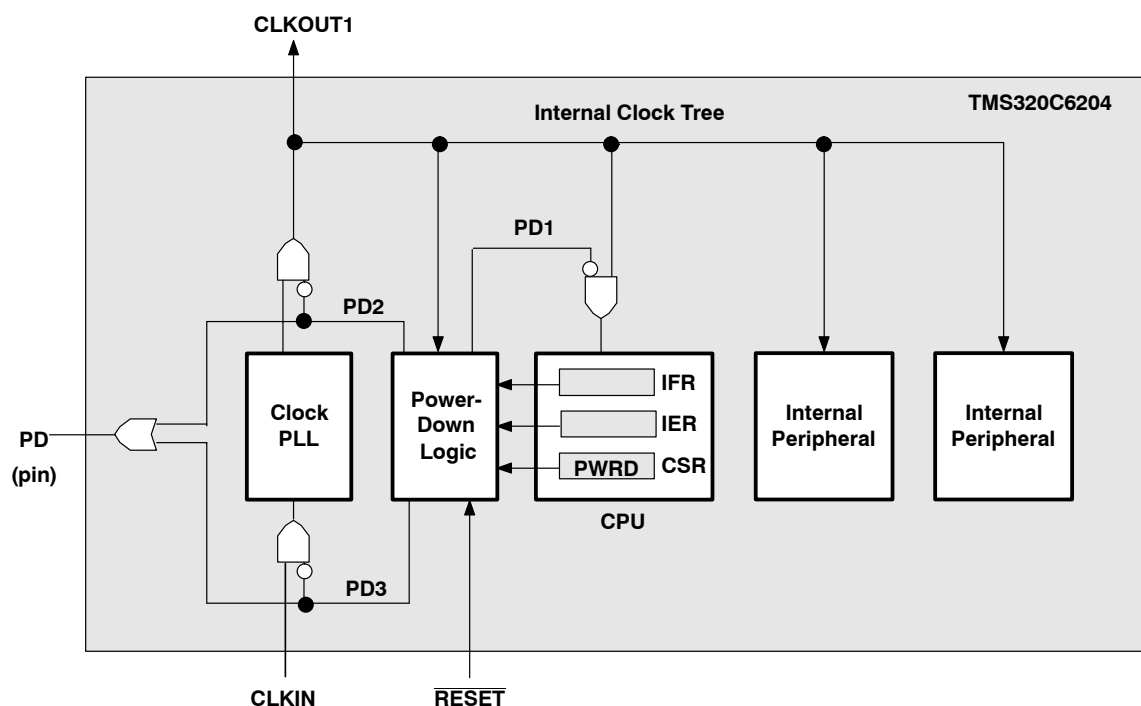 CLKOUT1
TMS320C6204
Internal Clock Tree
PD1
PD2
Clock
PLL
Power-
Down
Logic
IFR
IER
PWRD CSR
CPU
Internal
Peripheral
Internal
Peripheral
PD
(pin)
PD3
CLKIN
RESET